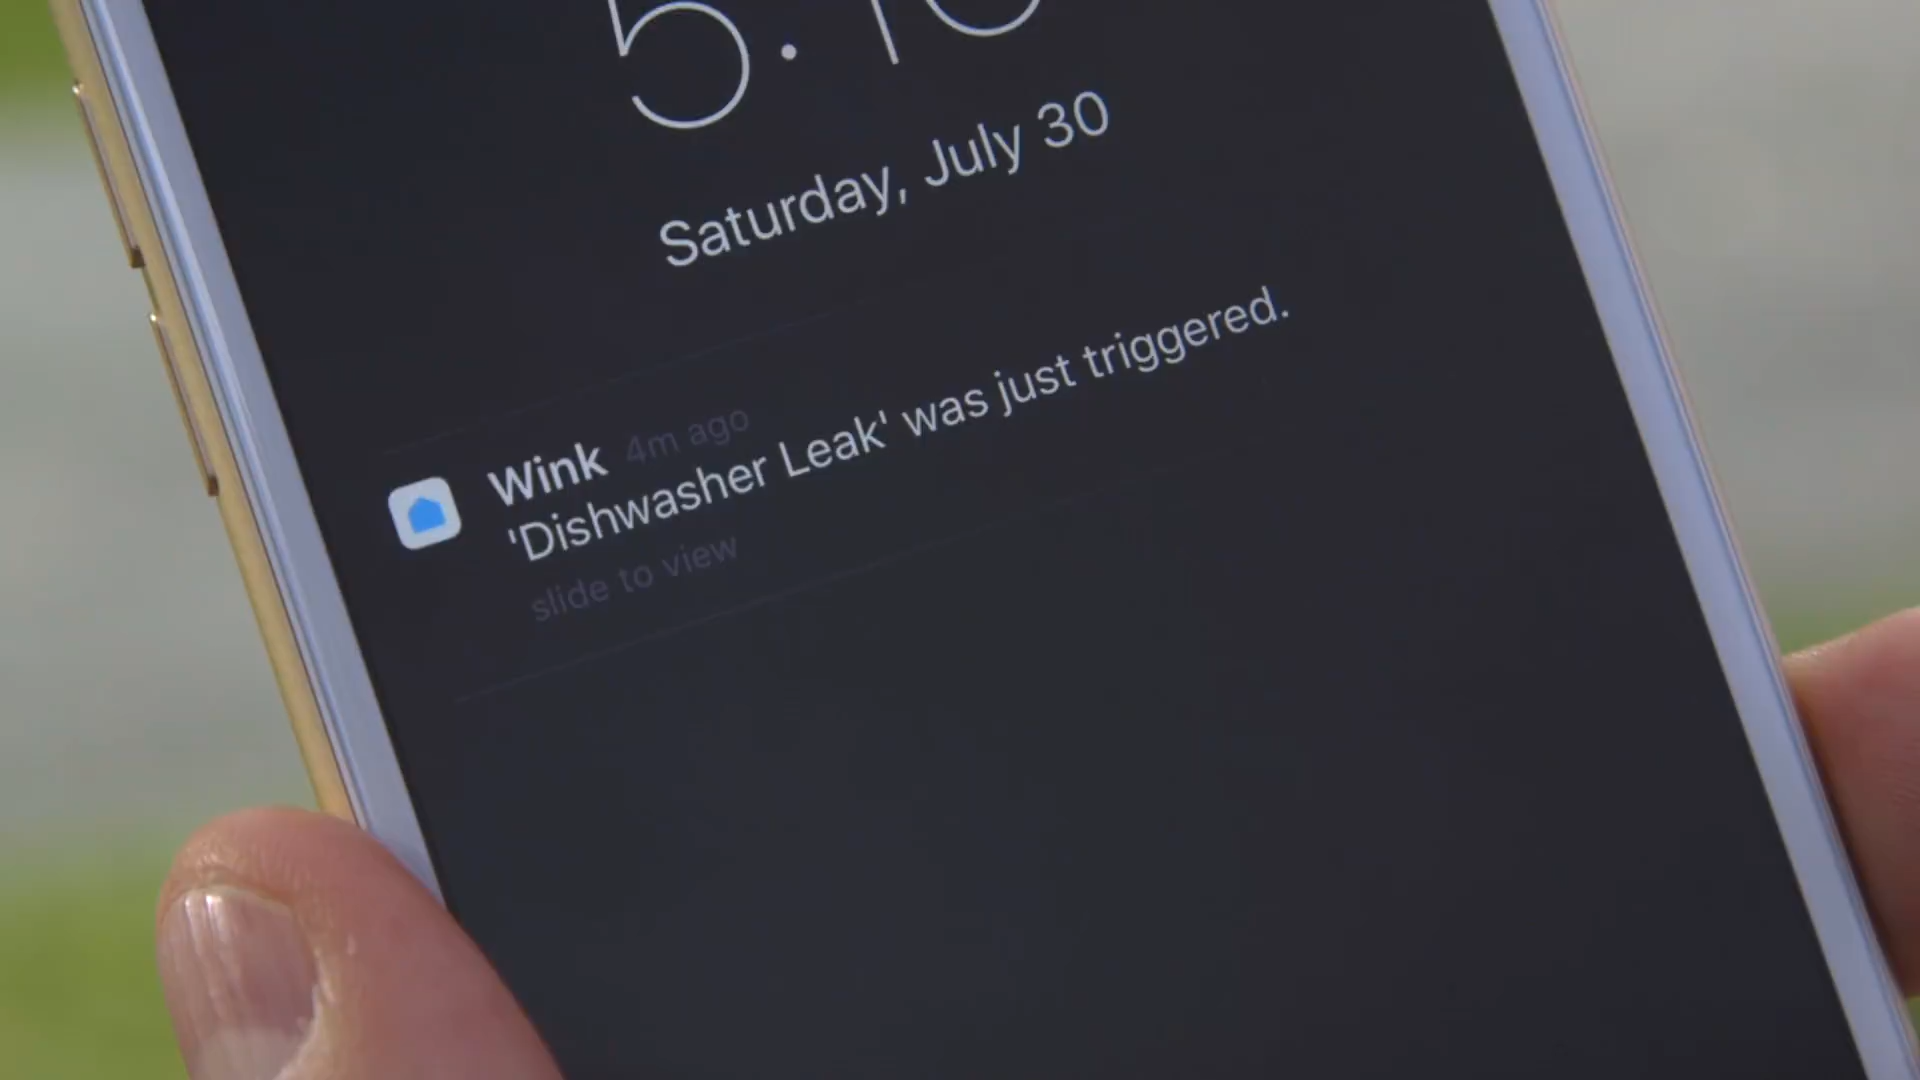 Saturday, July 30
Wink 4m ago
'Dishwasher Leak' was just triggered.
slide to view